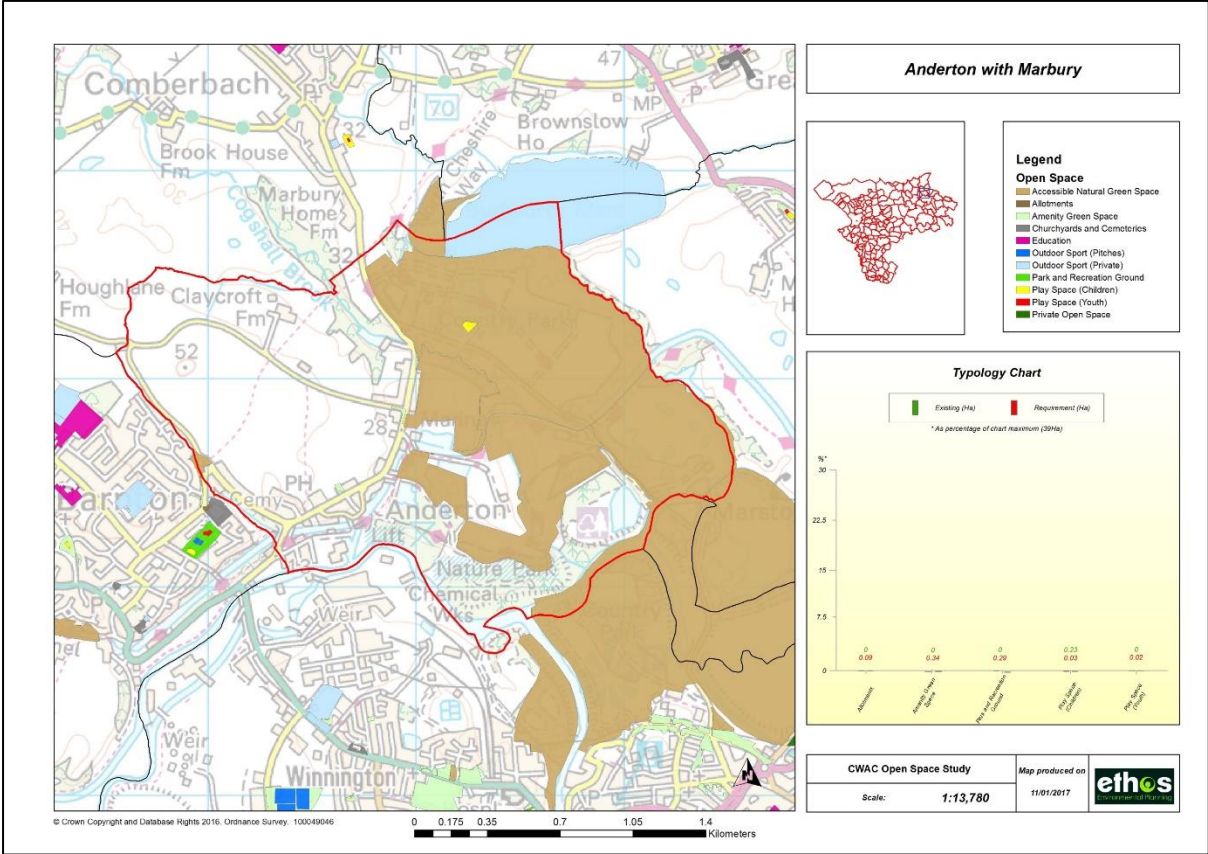 Anderton with Marbury
Comberbach
47
Gre
MP
P
P
32
70
Brownslow
Ho
Cheshire
Way
Brook House
Fm
Cogshall Brook
Marbury
Home
Fm
32
Houghlane
Fm
Claycroft
Fm
52
28
PH
Cemy
Barnton
Anderton
Lift
Marston
Nature Park
Chemical
Wks
Country
Weir
Weir
Winnington
N
Legend
Open Space
Accessible Natural Green Space
Allotments
Amenity Green Space
Churchyards and Cemeteries
Education
Outdoor Sport (Pitches)
Outdoor Sport (Private)
Park and Recreation Ground
Play Space (Children)
Play Space (Youth)
Private Open Space
Typology Chart
Existing (Ha) Requirement (Ha)
* As percentage of chart maximum (39Ha)
%*
30
22.5
15
7.5
0
0 0 0 0.23 0
0.09 0.34 0.29 0.03 0.02
Allotments
Amenity Green
Space
Park and Recreation
Ground
Play Space
(Children)
Play Space
(Youth)
CWAC Open Space Study
Scale: 1:13,780
Map produced on
11/01/2017
ethos
Environmental Planning
© Crown Copyright and Database Rights 2016. Ordnance Survey. 100049046
0 0.175 0.35 0.7 1.05 1.4
Kilometers